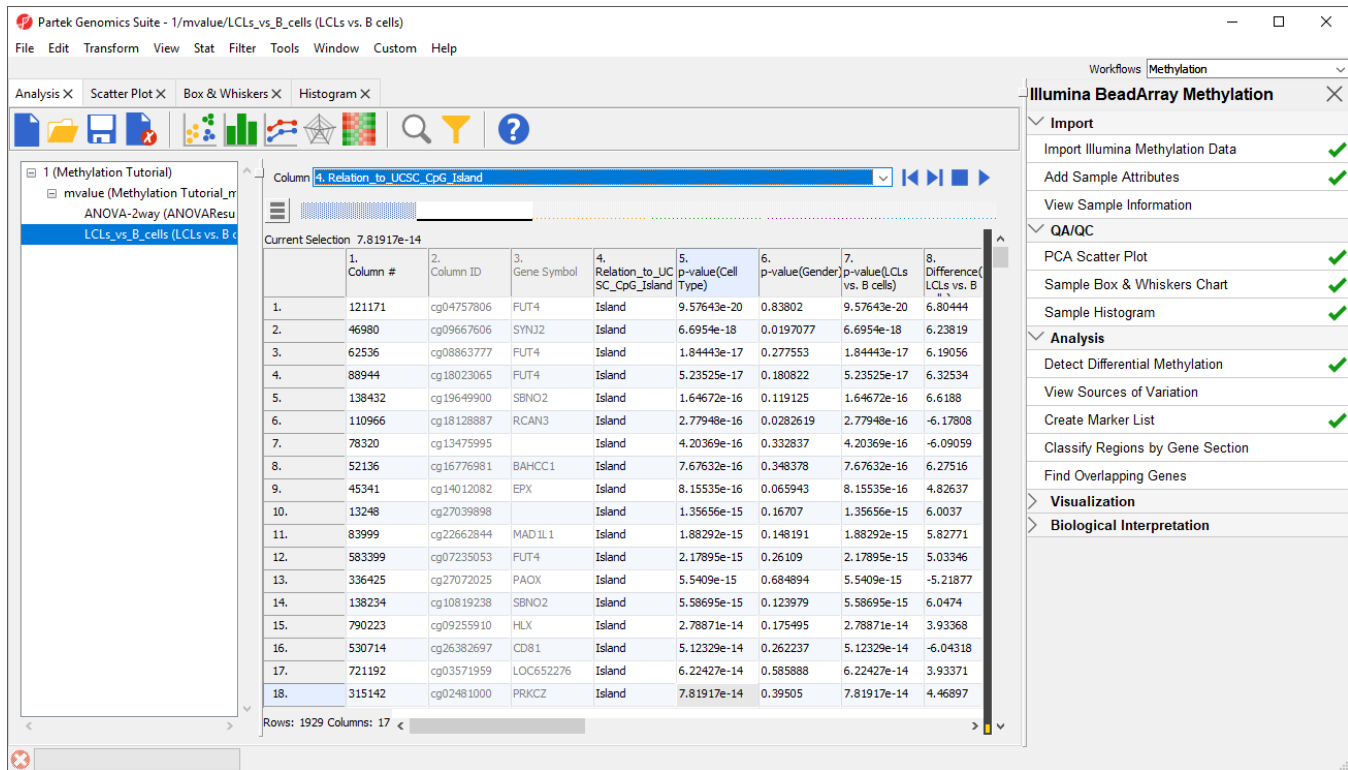 Partek Genomics Suite - 1/mvalue/LCLs_vs_B_cells (LCLs vs. B cells)
File Edit Transform View Stat Filter Tools Window Custom Help
Workflows Methylation
Analysis Scatter Plot Box & Whiskers Histogram
Illumina BeadArray Methylation
Import
Import Illumina Methylation Data
Add Sample Attributes
View Sample Information
QA/QC
PCA Scatter Plot
Sample Box & Whiskers Chart
Sample Histogram
Analysis
Detect Differential Methylation
View Sources of Variation
Create Marker List
Classify Regions by Gene Section
Find Overlapping Genes
Visualization
Biological Interpretation
1 (Methylation Tutorial)
mvalue (Methylation Tutorial_m
ANOVA-2way (ANOVAResu
LCLs_vs_B_cells (LCLs vs. B c
Column 4. Relation_to_UCSC_CpG_Island
Current Selection 7.81917e-14
1. 2. 3. 4. 5. 6. 7. 8.
Column # Column ID Gene Symbol Relation_to_UC p-value(Cell p-value(Gender) p-value(LCLs Difference(
SC_CpG_Island Type) vs. B cells) LCLs vs. B
1. 121171 cg04757806 FUT4 Island 9.57643e-20 0.83802 9.57643e-20 6.80444
2. 46980 cg09667606 SYNJ2 Island 6.6954e-18 0.0197077 6.6954e-18 6.23819
3. 62536 cg08863777 FUT4 Island 1.84443e-17 0.277553 1.84443e-17 6.19056
4. 88944 cg18023065 FUT4 Island 5.23525e-17 0.180822 5.23525e-17 6.32534
5. 138432 cg19649900 SBNO2 Island 1.64672e-16 0.119125 1.64672e-16 6.6188
6. 110966 cg18128887 RCAN3 Island 2.77948e-16 0.0282619 2.77948e-16 -6.17808
7. 78320 cg13475995 Island 4.20369e-16 0.332837 4.20369e-16 -6.09059
8. 52136 cg16776981 BAHCC1 Island 7.67632e-16 0.348378 7.67632e-16 6.27516
9. 45341 cg14012082 EPX Island 8.15535e-16 0.065943 8.15535e-16 4.82637
10. 13248 cg27039898 Island 1.35656e-15 0.16707 1.35656e-15 6.0037
11. 83999 cg22662844 MAD1L1 Island 1.88292e-15 0.148191 1.88292e-15 5.82771
12. 583399 cg07235053 FUT4 Island 2.17895e-15 0.26109 2.17895e-15 5.03346
13. 336425 cg27072025 PAOX Island 5.5409e-15 0.684894 5.5409e-15 -5.21877
14. 138234 cg10819238 SBNO2 Island 5.58695e-15 0.123979 5.58695e-15 6.0474
15. 790223 cg09255910 HLX Island 2.78871e-14 0.175495 2.78871e-14 3.93368
16. 530714 cg26382697 CD81 Island 5.12329e-14 0.262237 5.12329e-14 -6.04318
17. 721192 cg03571959 LOC652276 Island 6.22427e-14 0.585888 6.22427e-14 3.93371
18. 315142 cg02481000 PRKCZ Island 7.81917e-14 0.39505 7.81917e-14 4.46897
Rows: 1929 Columns: 17